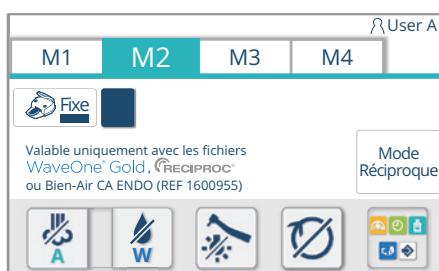 User A
M1 M2 M3 M4
Fixe
Valable uniquement avec les fichiers
WaveOne® Gold, RECIPROC®
ou Bien-Air CA ENDO (REF 1600955)
Mode
Réciproque
A W